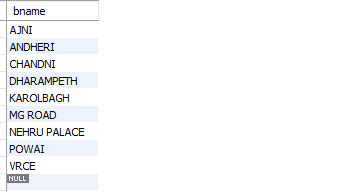 bname
AJNI
ANDHERI
CHANDNI
DHARAMPETH
KAROLBAGH
MG ROAD
NEHRU PALACE
POWAI
VRCE
NULL